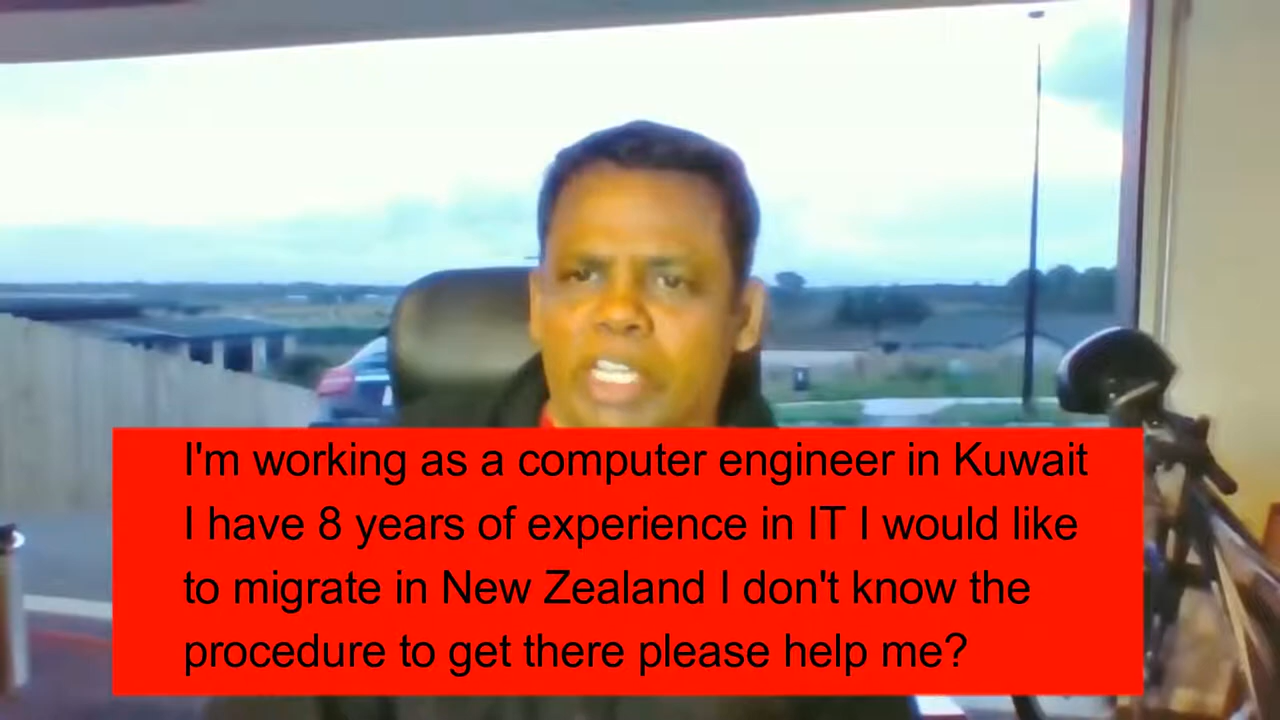 I'm working as a computer engineer in Kuwait
I have 8 years of experience in IT I would like
to migrate in New Zealand I don't know the
procedure to get there please help me?